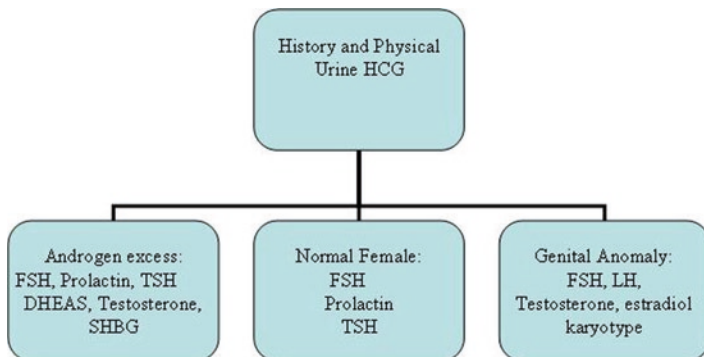 History and Physical
Urine HCG
Androgen excess:
FSH, Prolactin, TSH
DHEAS, Testosterone,
SHBG
Normal Female:
FSH
Prolactin
TSH
Genital Anomaly:
FSH, LH,
Testosterone, estradiol
karyotype